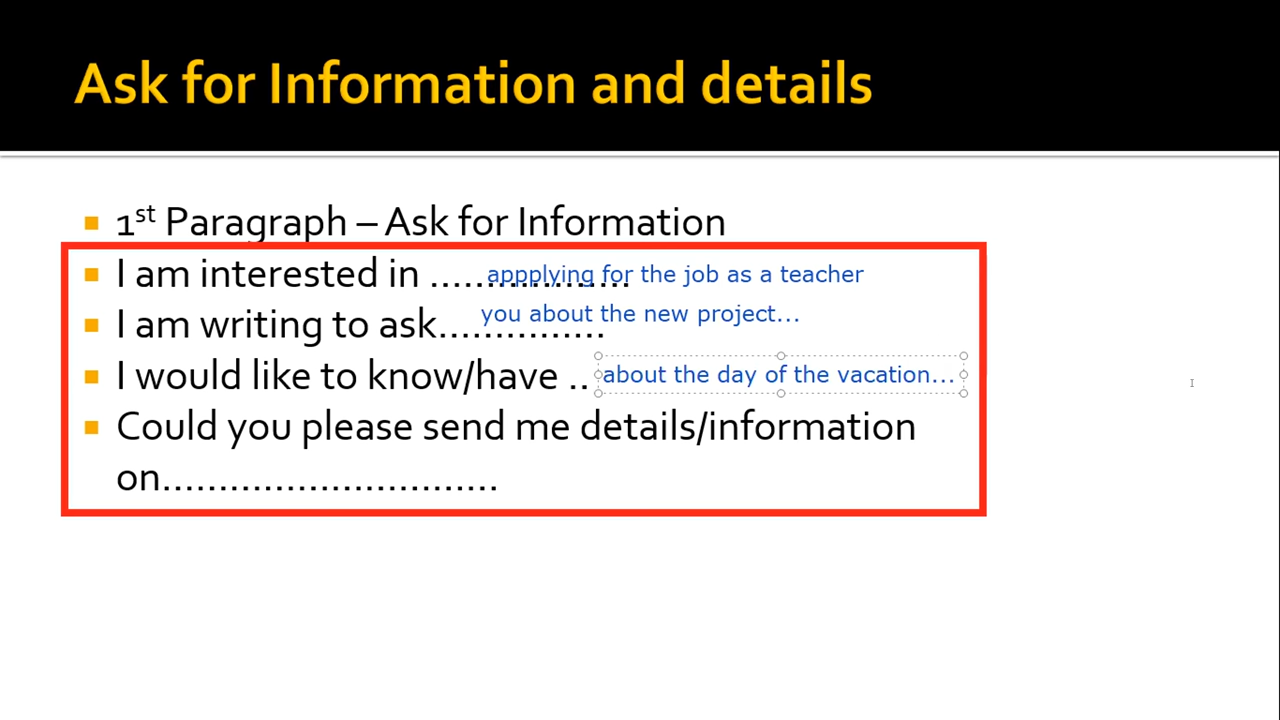 Ask for Information and details
1st Paragraph – Ask for Information
I am interested in .................. appplying for the job as a teacher
I am writing to ask............... you about the new project...
I would like to know/have .. about the day of the vacation...
Could you please send me details/information
on..............................